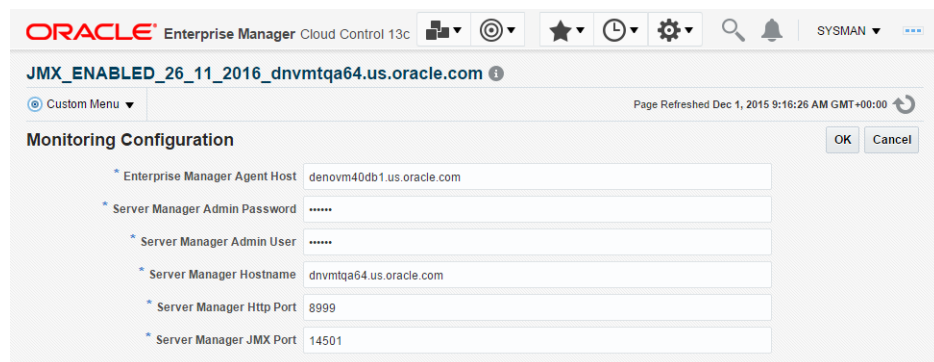 ORACLE® Enterprise Manager Cloud Control 13c SYSMAN
JMX_ENABLED_26_11_2016_dnvmtqa64.us.oracle.com
Custom Menu Page Refreshed Dec 1, 2015 9:16:26 AM GMT+00:00
Monitoring Configuration OK Cancel
* Enterprise Manager Agent Host denovm40db1.us.oracle.com
* Server Manager Admin Password ••••••
* Server Manager Admin User ••••••
* Server Manager Hostname dnvmtqa64.us.oracle.com
* Server Manager Http Port 8999
* Server Manager JMX Port 14501